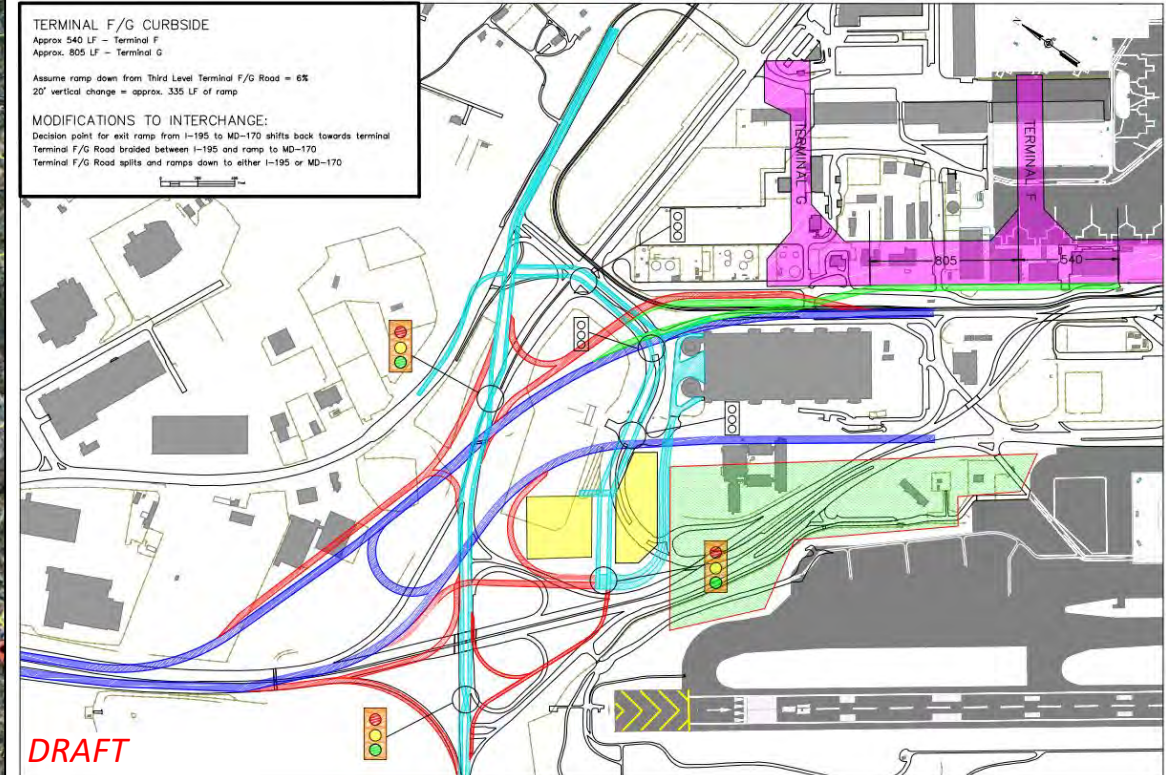 TERMINAL F/G CURBSIDE
Approx 540 LF – Terminal F
Approx. 805 LF – Terminal G
Assume ramp down from Third Level Terminal F/G Road = 6%
20' vertical change = approx. 335 LF of ramp
MODIFICATIONS TO INTERCHANGE:
Decision point for exit ramp from I–195 to MD–170 shifts back towards terminal
Terminal F/G Road braided between I–195 and ramp to MD–170
Terminal F/G Road splits and ramps down to either I–195 or MD–170
TERMINAL G
TERMINAL F
805
540
DRAFT